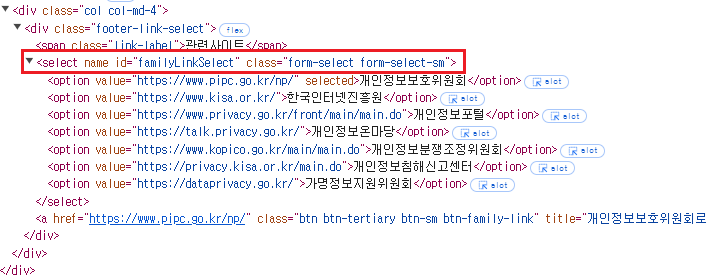 ▼<div class="col col-md-4">
▼<div class="footer-link-select"> flex
<span class="link-label">관련사이트</span>
▼<select name id="familyLinkSelect" class="form-select form-select-sm">
<option value="https://www.pipc.go.kr/np/" selected>개인정보보호위원회</option> slot
<option value="https://www.kisa.or.kr/">한국인터넷진흥원</option> slot
<option value="https://www.privacy.go.kr/front/main/main.do">개인정보포털</option> slot
<option value="https://talk.privacy.go.kr/">개인정보온마당</option> slot
<option value="https://www.kopico.go.kr/main/main.do">개인정보분쟁조정위원회</option> slot
<option value="https://privacy.kisa.or.kr/main.do">개인정보침해신고센터</option> slot
<option value="https://dataprivacy.go.kr/">가명정보지원위원회</option> slot
</select>
<a href="https://www.pipc.go.kr/np/" class="btn btn-tertiary btn-sm btn-family-link" title="개인정보보호위원회로
</div>
</div>
</div>